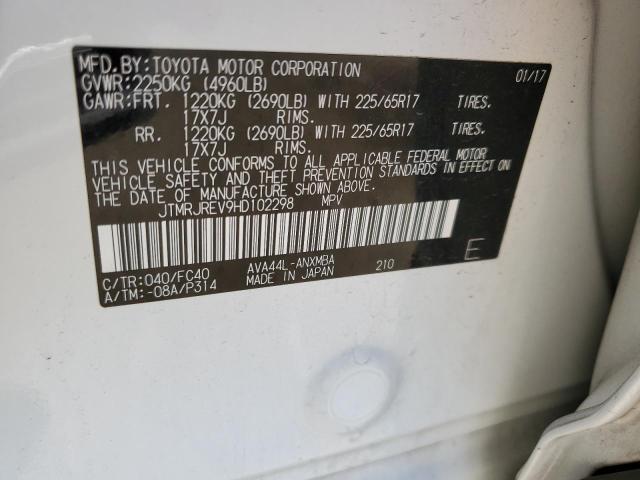 MFD. BY: TOYOTA MOTOR CORPORATION 01/17
GVWR: 2250KG (4960LB)
GAWR: FRT. 1220KG (2690LB) WITH 225/65R17 TIRES.
17X7J RIMS.
RR. 1220KG (2690LB) WITH 225/65R17 TIRES.
17X7J RIMS.
THIS VEHICLE CONFORMS TO ALL APPLICABLE FEDERAL MOTOR
VEHICLE SAFETY AND THEFT PREVENTION STANDARDS IN EFFECT ON
THE DATE OF MANUFACTURE SHOWN ABOVE.
JTMRJREV9HD102298 MPV
E
C/TR: 040/FC40 AVA44L-ANXMBA 210
A/TM: -08A/P314 MADE IN JAPAN